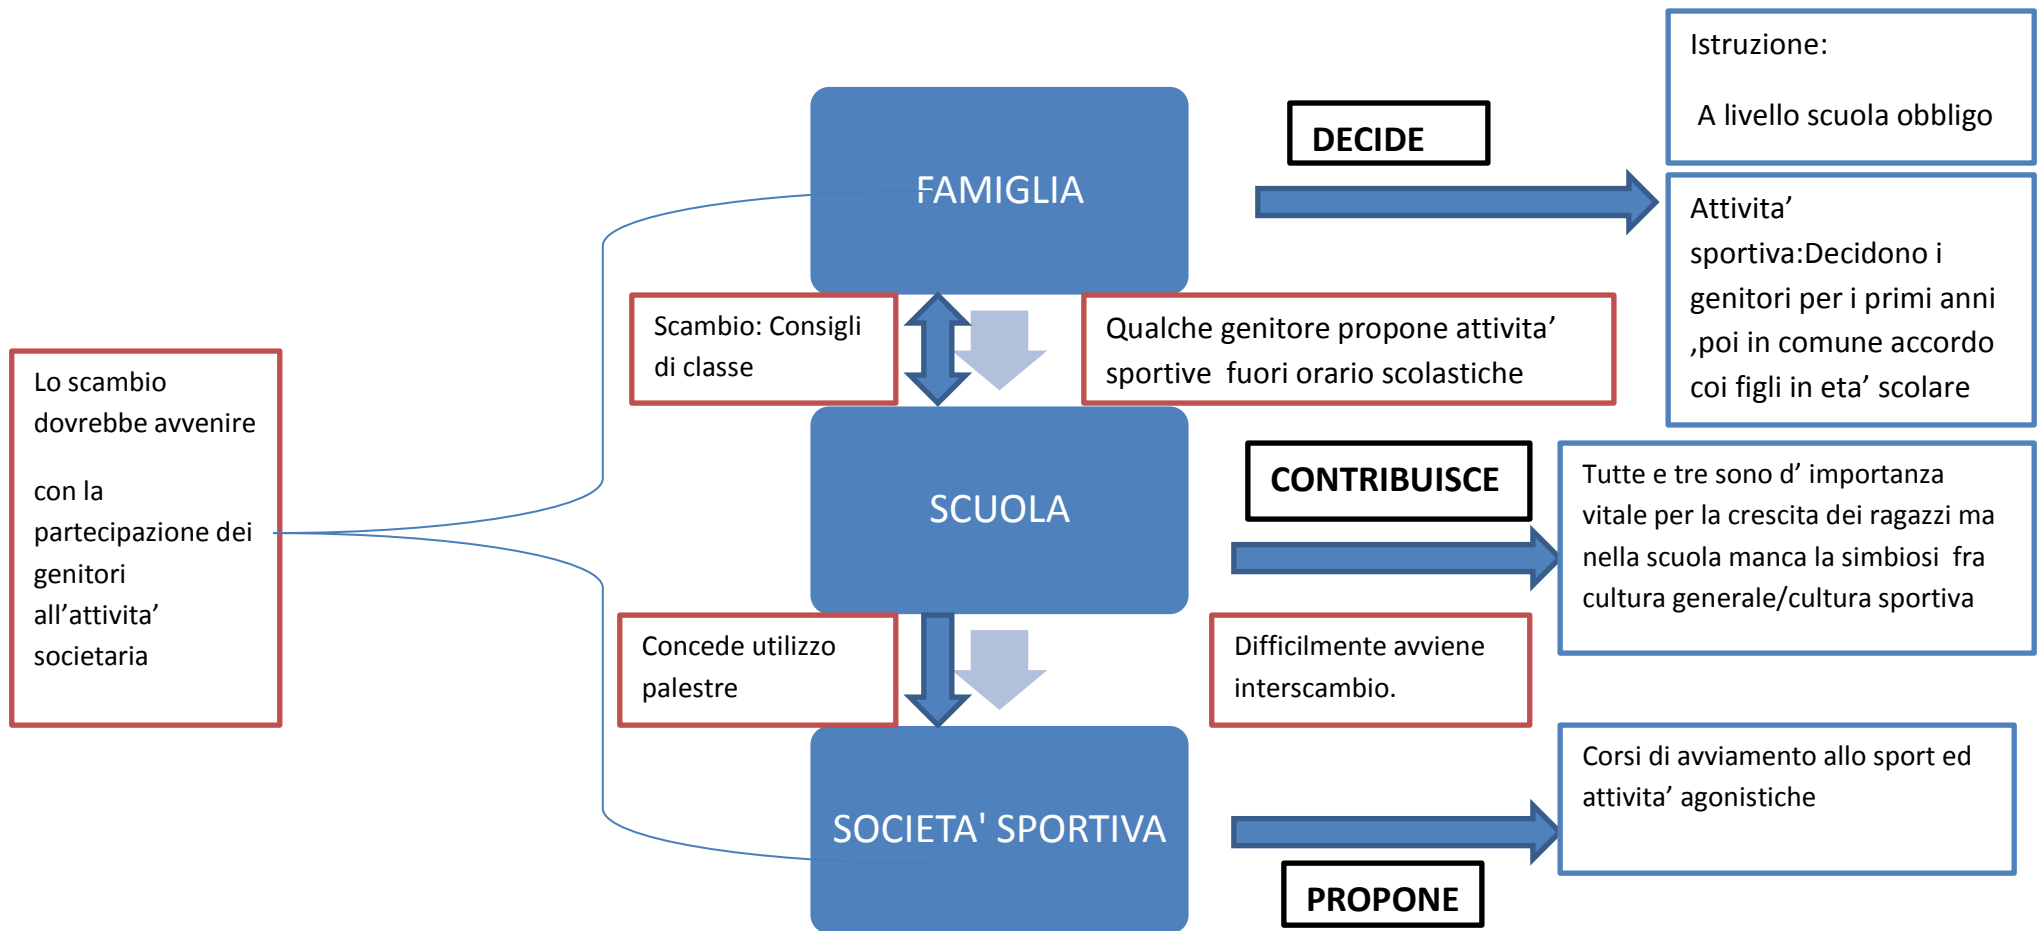 Istruzione:
A livello scuola obbligo
DECIDE
FAMIGLIA
Attivita’
sportiva:Decidono i
genitori per i primi anni
,poi in comune accordo
coi figli in eta’ scolare
Scambio: Consigli
di classe
Qualche genitore propone attivita’
sportive  fuori orario scolastiche
Lo scambio
dovrebbe avvenire
con la
partecipazione dei
genitori
all’attivita’
societaria
SCUOLA
CONTRIBUISCE
Tutte e tre sono d’ importanza
vitale per la crescita dei ragazzi ma
nella scuola manca la simbiosi  fra
cultura generale/cultura sportiva
Concede utilizzo
palestre
Difficilmente avviene
interscambio.
SOCIETA' SPORTIVA
Corsi di avviamento allo sport ed
attivita’ agonistiche
PROPONE